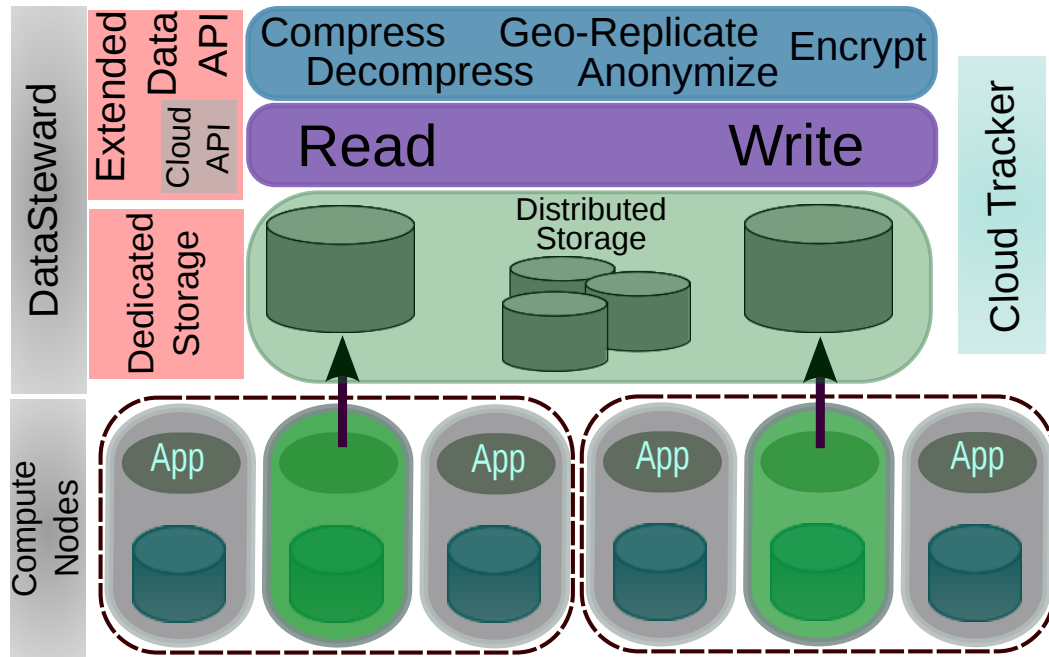 DataSteward
Extended
Data
API
Cloud
API
Compress
Geo-Replicate
Encrypt
Decompress
Anonymize
Read
Write
Dedicated
Storage
Distributed
Storage
Cloud Tracker
Compute
Nodes
App
App
App
App